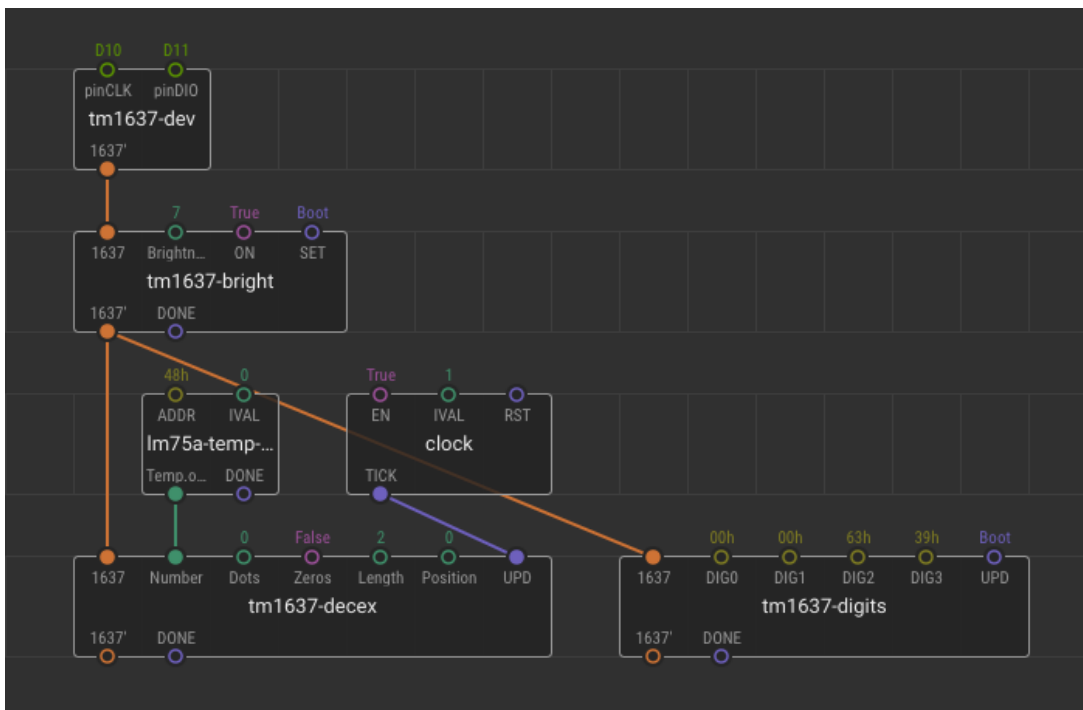 D10 D11
pinCLK pinDIO
tm1637-dev
1637'
7 True Boot
1637 Brightn... ON SET
tm1637-bright
1637' DONE
48h 0 True 1
ADDR IVAL EN IVAL RST
lm75a-temp-... clock
Temp.o... DONE TICK
0 False 2 0 00h 00h 63h 39h Boot
1637 Number Dots Zeros Length Position UPD 1637 DIG0 DIG1 DIG2 DIG3 UPD
tm1637-decex tm1637-digits
1637' DONE 1637' DONE